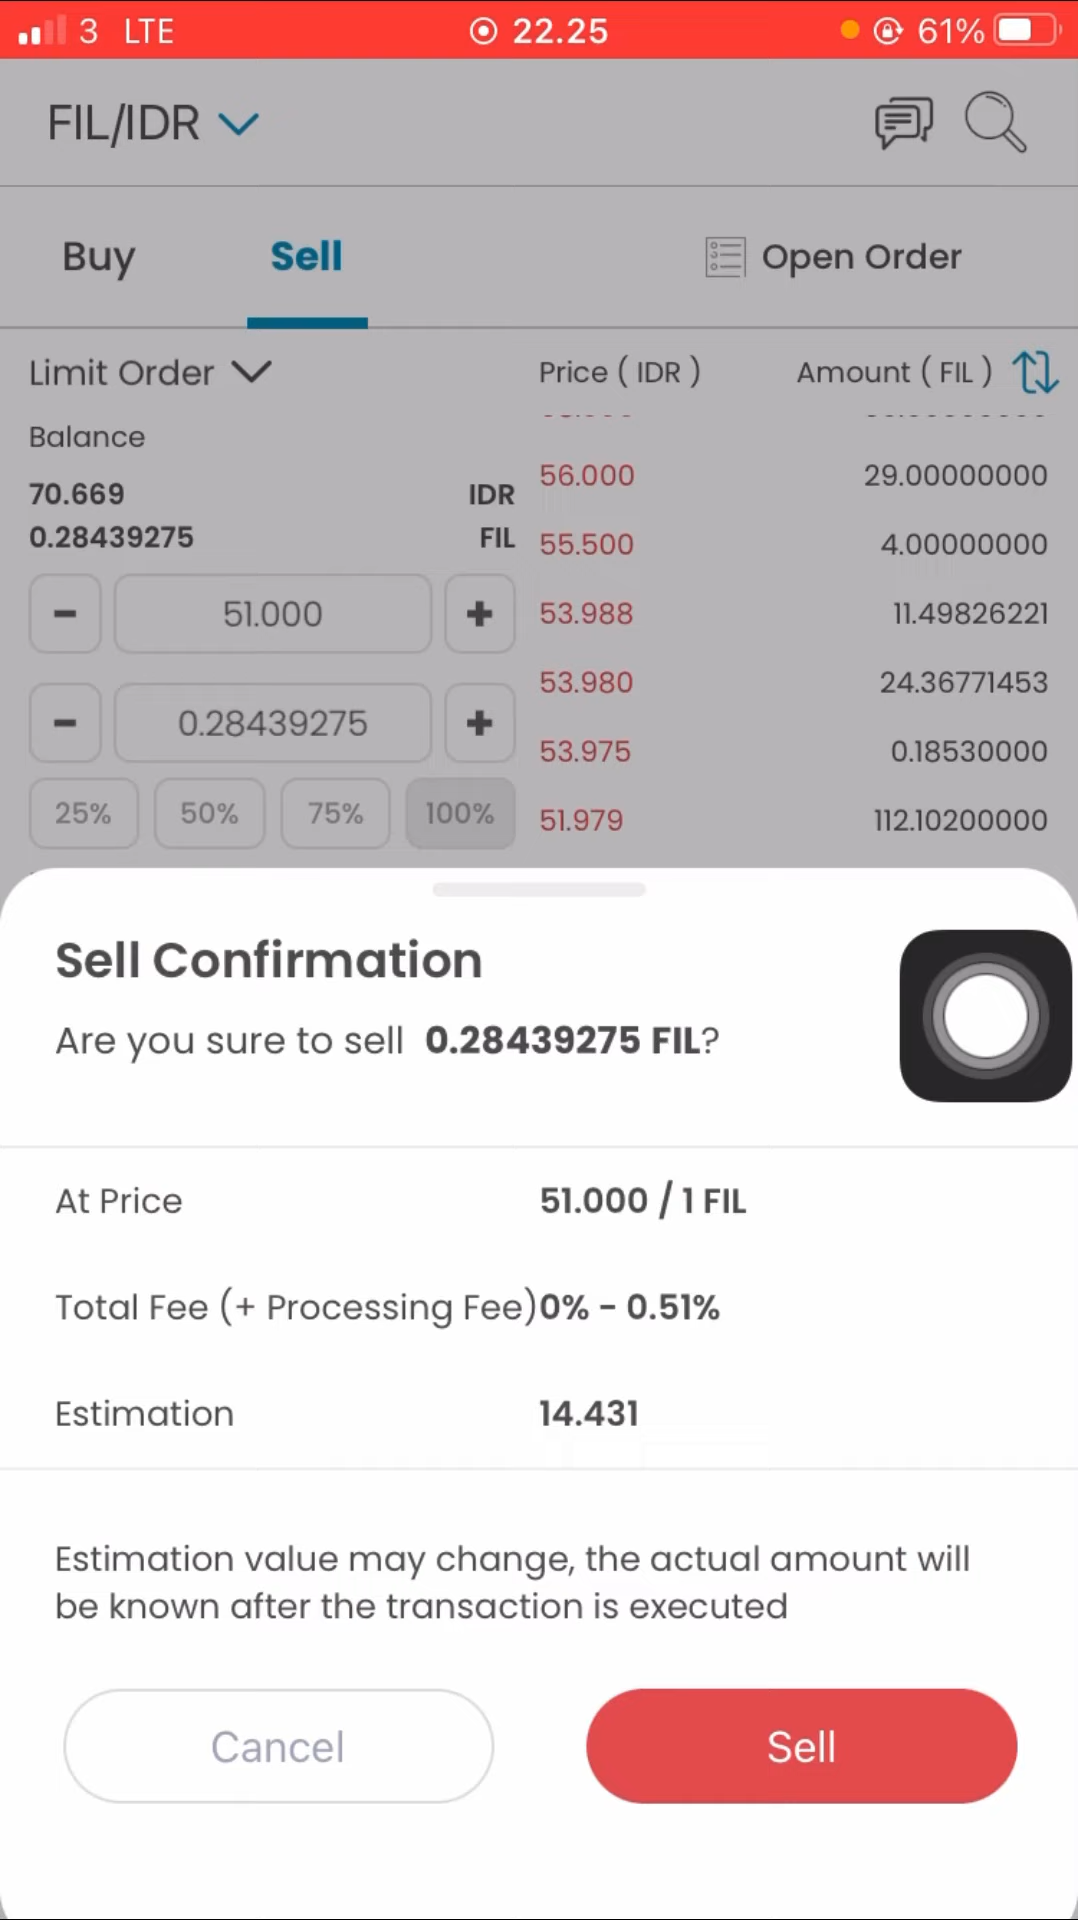 3 LTE 22.25 61%
FIL/IDR
Buy Sell Open Order
Limit Order Price ( IDR ) Amount ( FIL )
Balance
56.000 29.00000000
70.669 IDR
0.28439275 FIL
55.500 4.00000000
- 51.000 +
53.988 11.49826221
53.980 24.36771453
- 0.28439275 +
53.975 0.18530000
25% 50% 75% 100%
51.979 112.10200000
Sell Confirmation
Are you sure to sell 0.28439275 FIL?
At Price 51.000 / 1 FIL
Total Fee (+ Processing Fee) 0% - 0.51%
Estimation 14.431
Estimation value may change, the actual amount will
be known after the transaction is executed
Cancel Sell